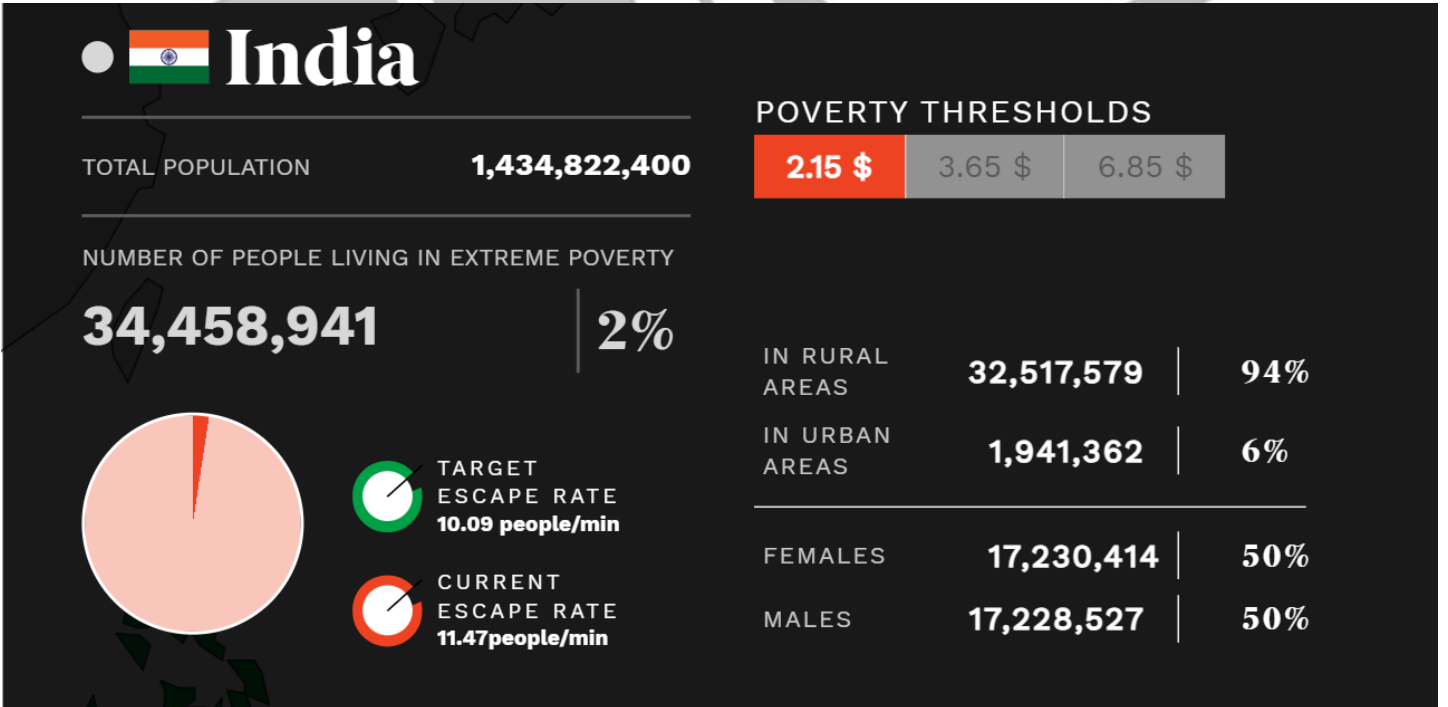 India
TOTAL POPULATION 1,434,822,400
NUMBER OF PEOPLE LIVING IN EXTREME POVERTY
34,458,941 2%
TARGET
ESCAPE RATE
10.09 people/min
CURRENT
ESCAPE RATE
11.47people/min
POVERTY THRESHOLDS
2.15 $ 3.65 $ 6.85 $
IN RURAL
AREAS 32,517,579 94%
IN URBAN
AREAS 1,941,362 6%
FEMALES 17,230,414 50%
MALES 17,228,527 50%